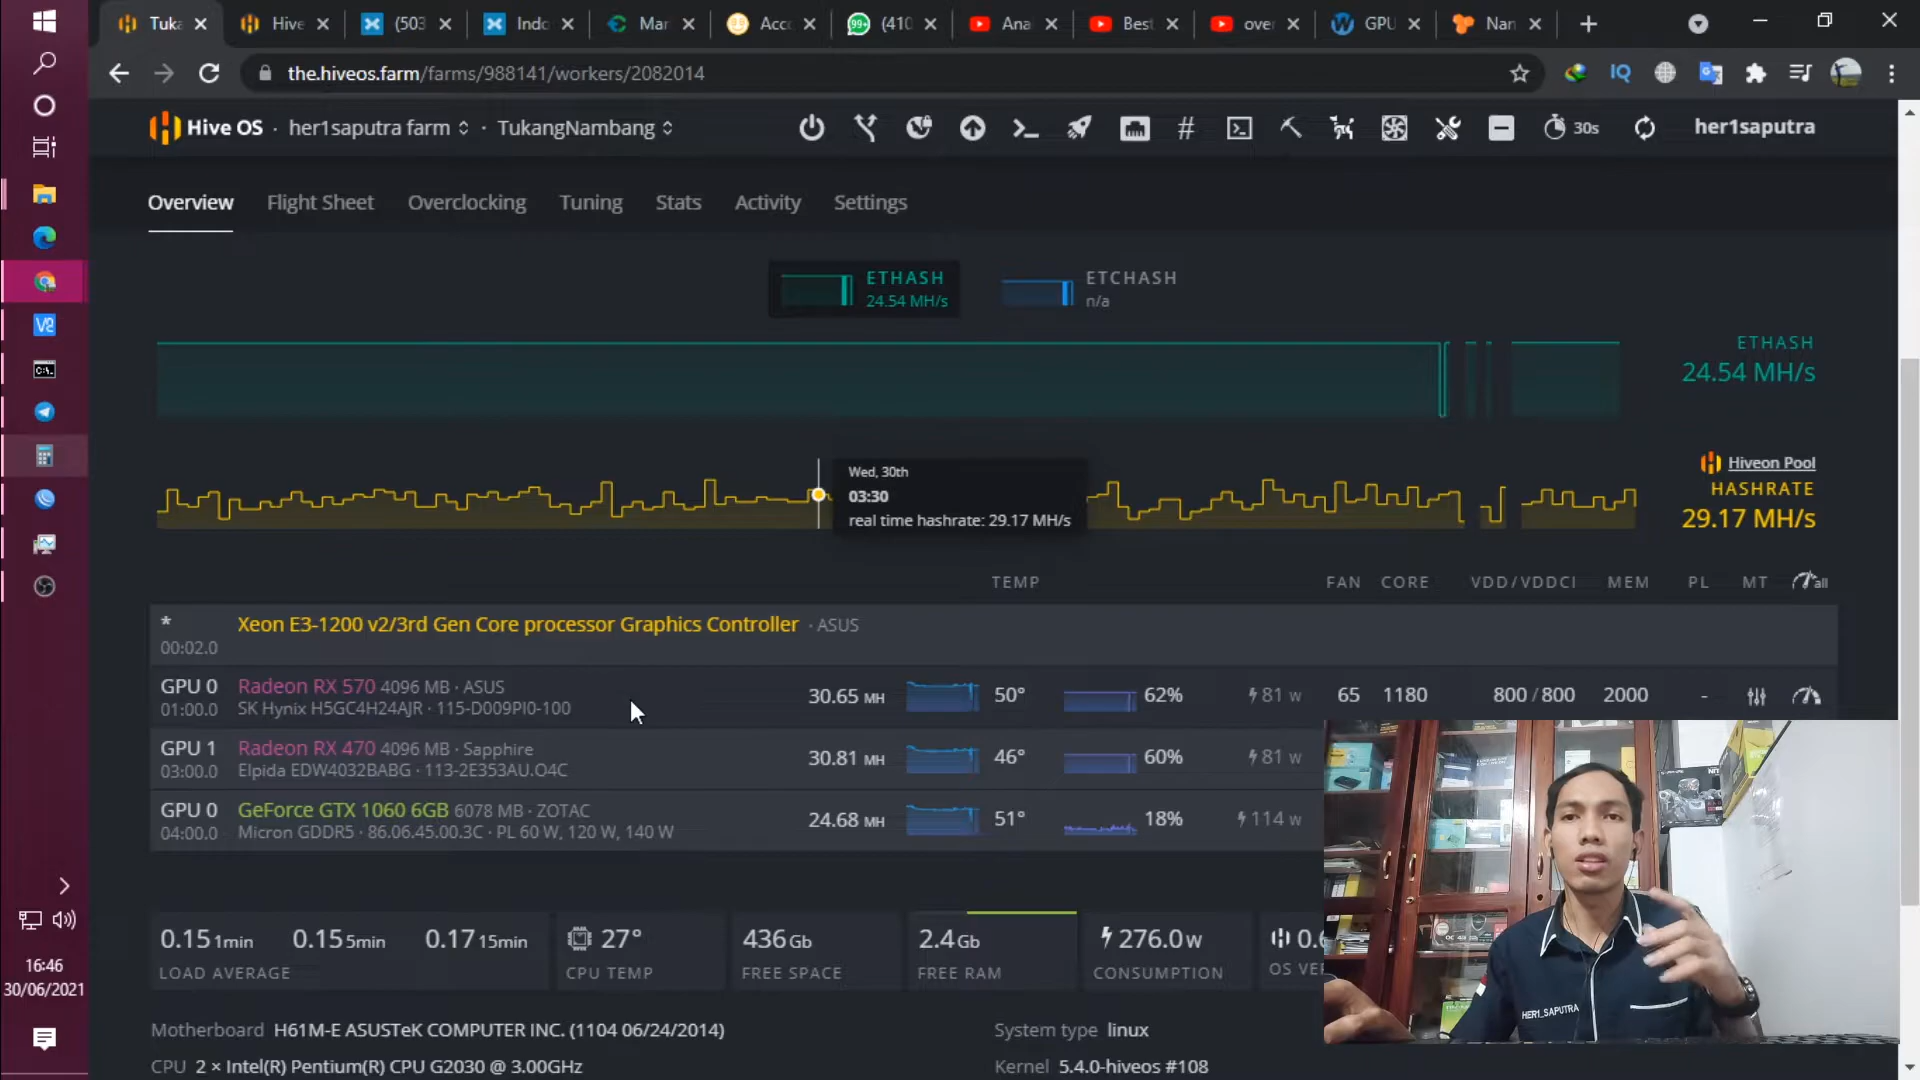 Tuka
Hive
(503
Indo
Mar
Acc
99+
(410
Ana
Best
over
GPU
Nan
the.hiveos.farm/farms/988141/workers/2082014
IQ
Hive OS · her1saputra farm · TukangNambang
30s
her1saputra
Overview
Flight Sheet
Overclocking
Tuning
Stats
Activity
Settings
ETHASH
24.54 MH/s
ETCHASH
n/a
ETHASH
24.54 MH/s
Wed, 30th
03:30
real time hashrate: 29.17 MH/s
Hiveon Pool
HASHRATE
29.17 MH/s
TEMP FAN CORE VDD/VDDCI MEM PL MT all
* Xeon E3-1200 v2/3rd Gen Core processor Graphics Controller · ASUS
00:02.0
GPU 0 Radeon RX 570 4096 MB · ASUS 30.65 MH 50° 62% 81 W 65 1180 800 / 800 2000 -
01:00.0 SK Hynix H5GC4H24AJR · 115-D009PI0-100
GPU 1 Radeon RX 470 4096 MB · Sapphire 30.81 MH 46° 60% 81 W
03:00.0 Elpida EDW4032BABG · 113-2E353AU.O4C
GPU 0 GeForce GTX 1060 6GB 6078 MB · ZOTAC 24.68 MH 51° 18% 114 W
04:00.0 Micron GDDR5 · 86.06.45.00.3C · PL 60 W, 120 W, 140 W
0.15 1min 0.15 5min 0.17 15min
LOAD AVERAGE
27°
CPU TEMP
436 Gb
FREE SPACE
2.4 Gb
FREE RAM
276.0 W
CONSUMPTION
0.
OS VE
Motherboard H61M-E ASUSTeK COMPUTER INC. (1104 06/24/2014)
System type linux
CPU 2 × Intel(R) Pentium(R) CPU G2030 @ 3.00GHz
Kernel 5.4.0-hiveos #108
16:46
30/06/2021
HER1_SAPUTRA